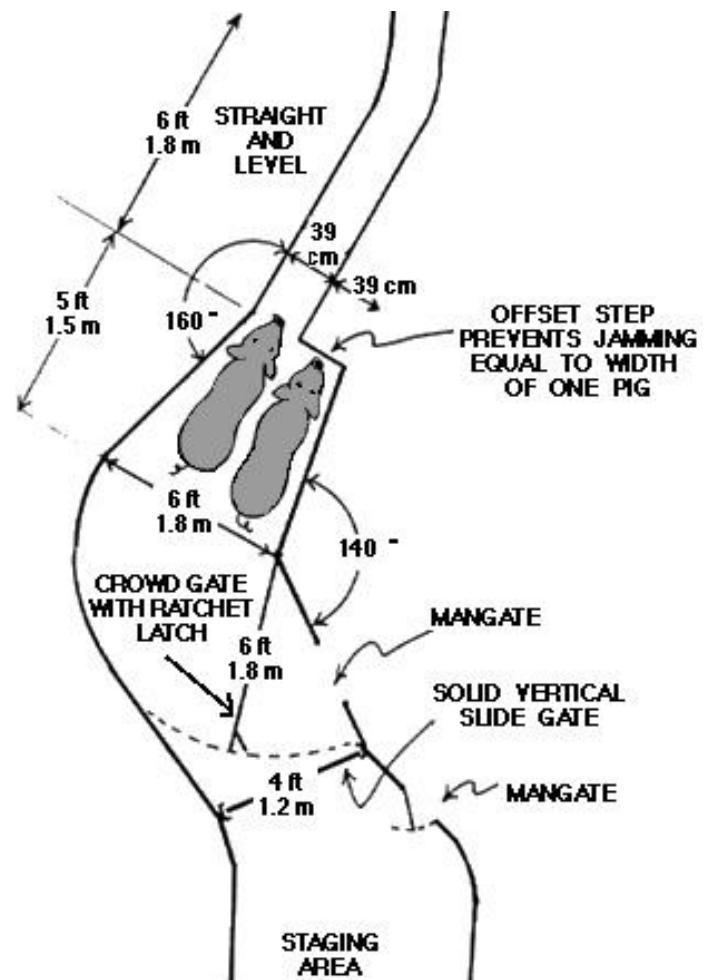 6 ft
1.8 m
STRAIGHT
AND
LEVEL
39
cm
39 cm
5 ft
1.5 m
160 -
OFFSET STEP
PREVENTS JAMMING
EQUAL TO WIDTH
OF ONE PIG
6 ft
1.8 m
140 -
CROWD GATE
WITH RATCHET
LATCH
6 ft
1.8 m
MANGATE
SOLID VERTICAL
SLIDE GATE
4 ft
1.2 m
MANGATE
STAGING
AREA